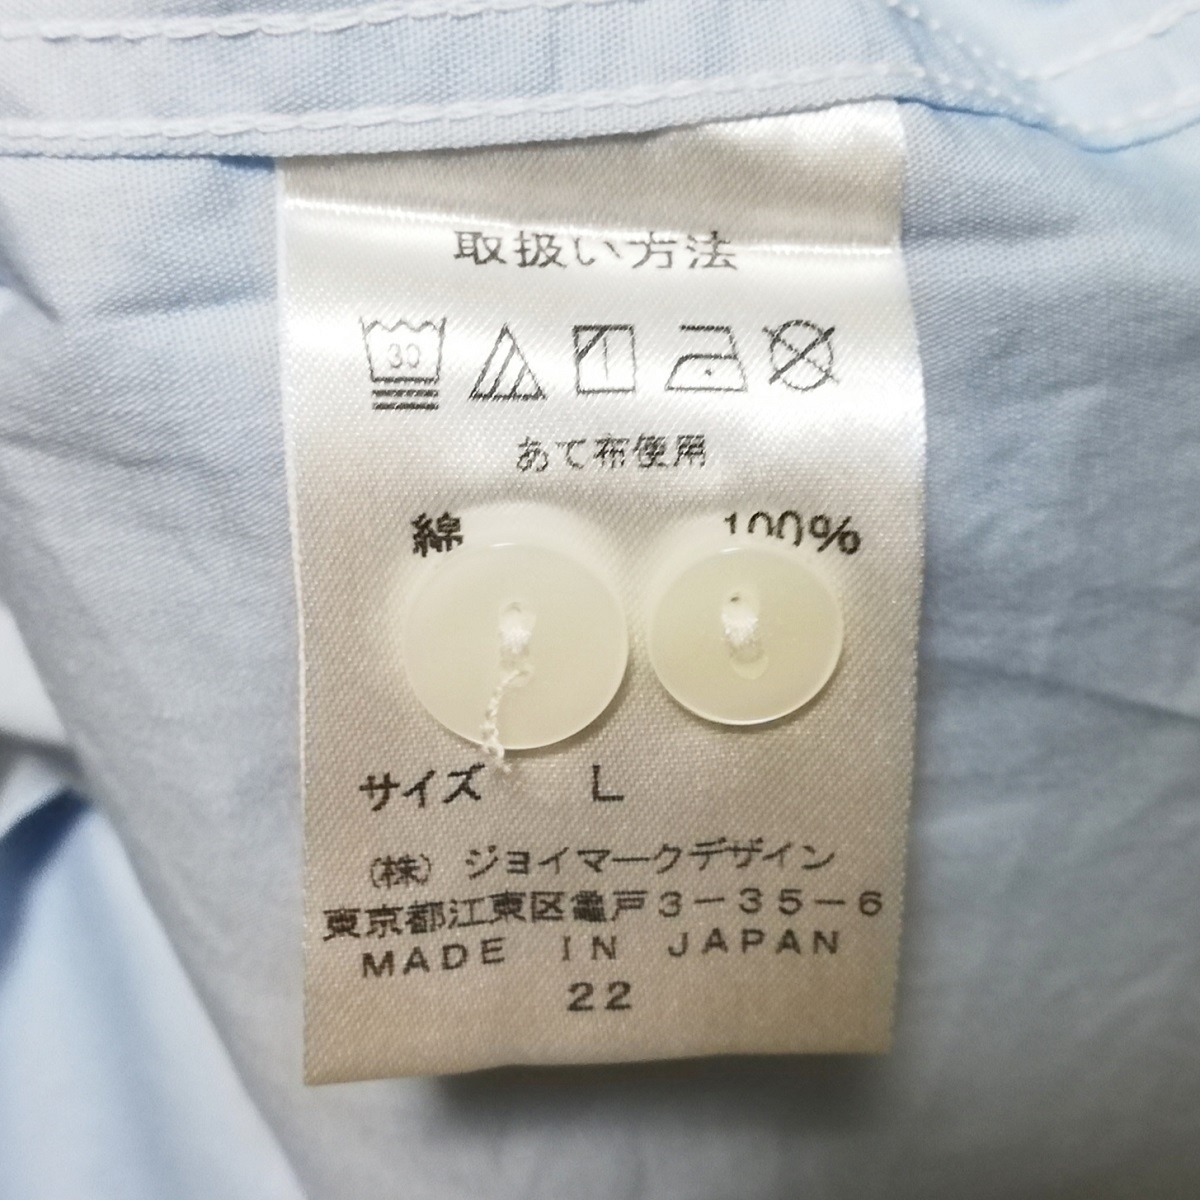 取扱い方法
30
あて布使用
綿 100%
サイズ L
(株) ジョイマークデザイン
東京都江東区亀戸3-35-6
MADE IN JAPAN
22